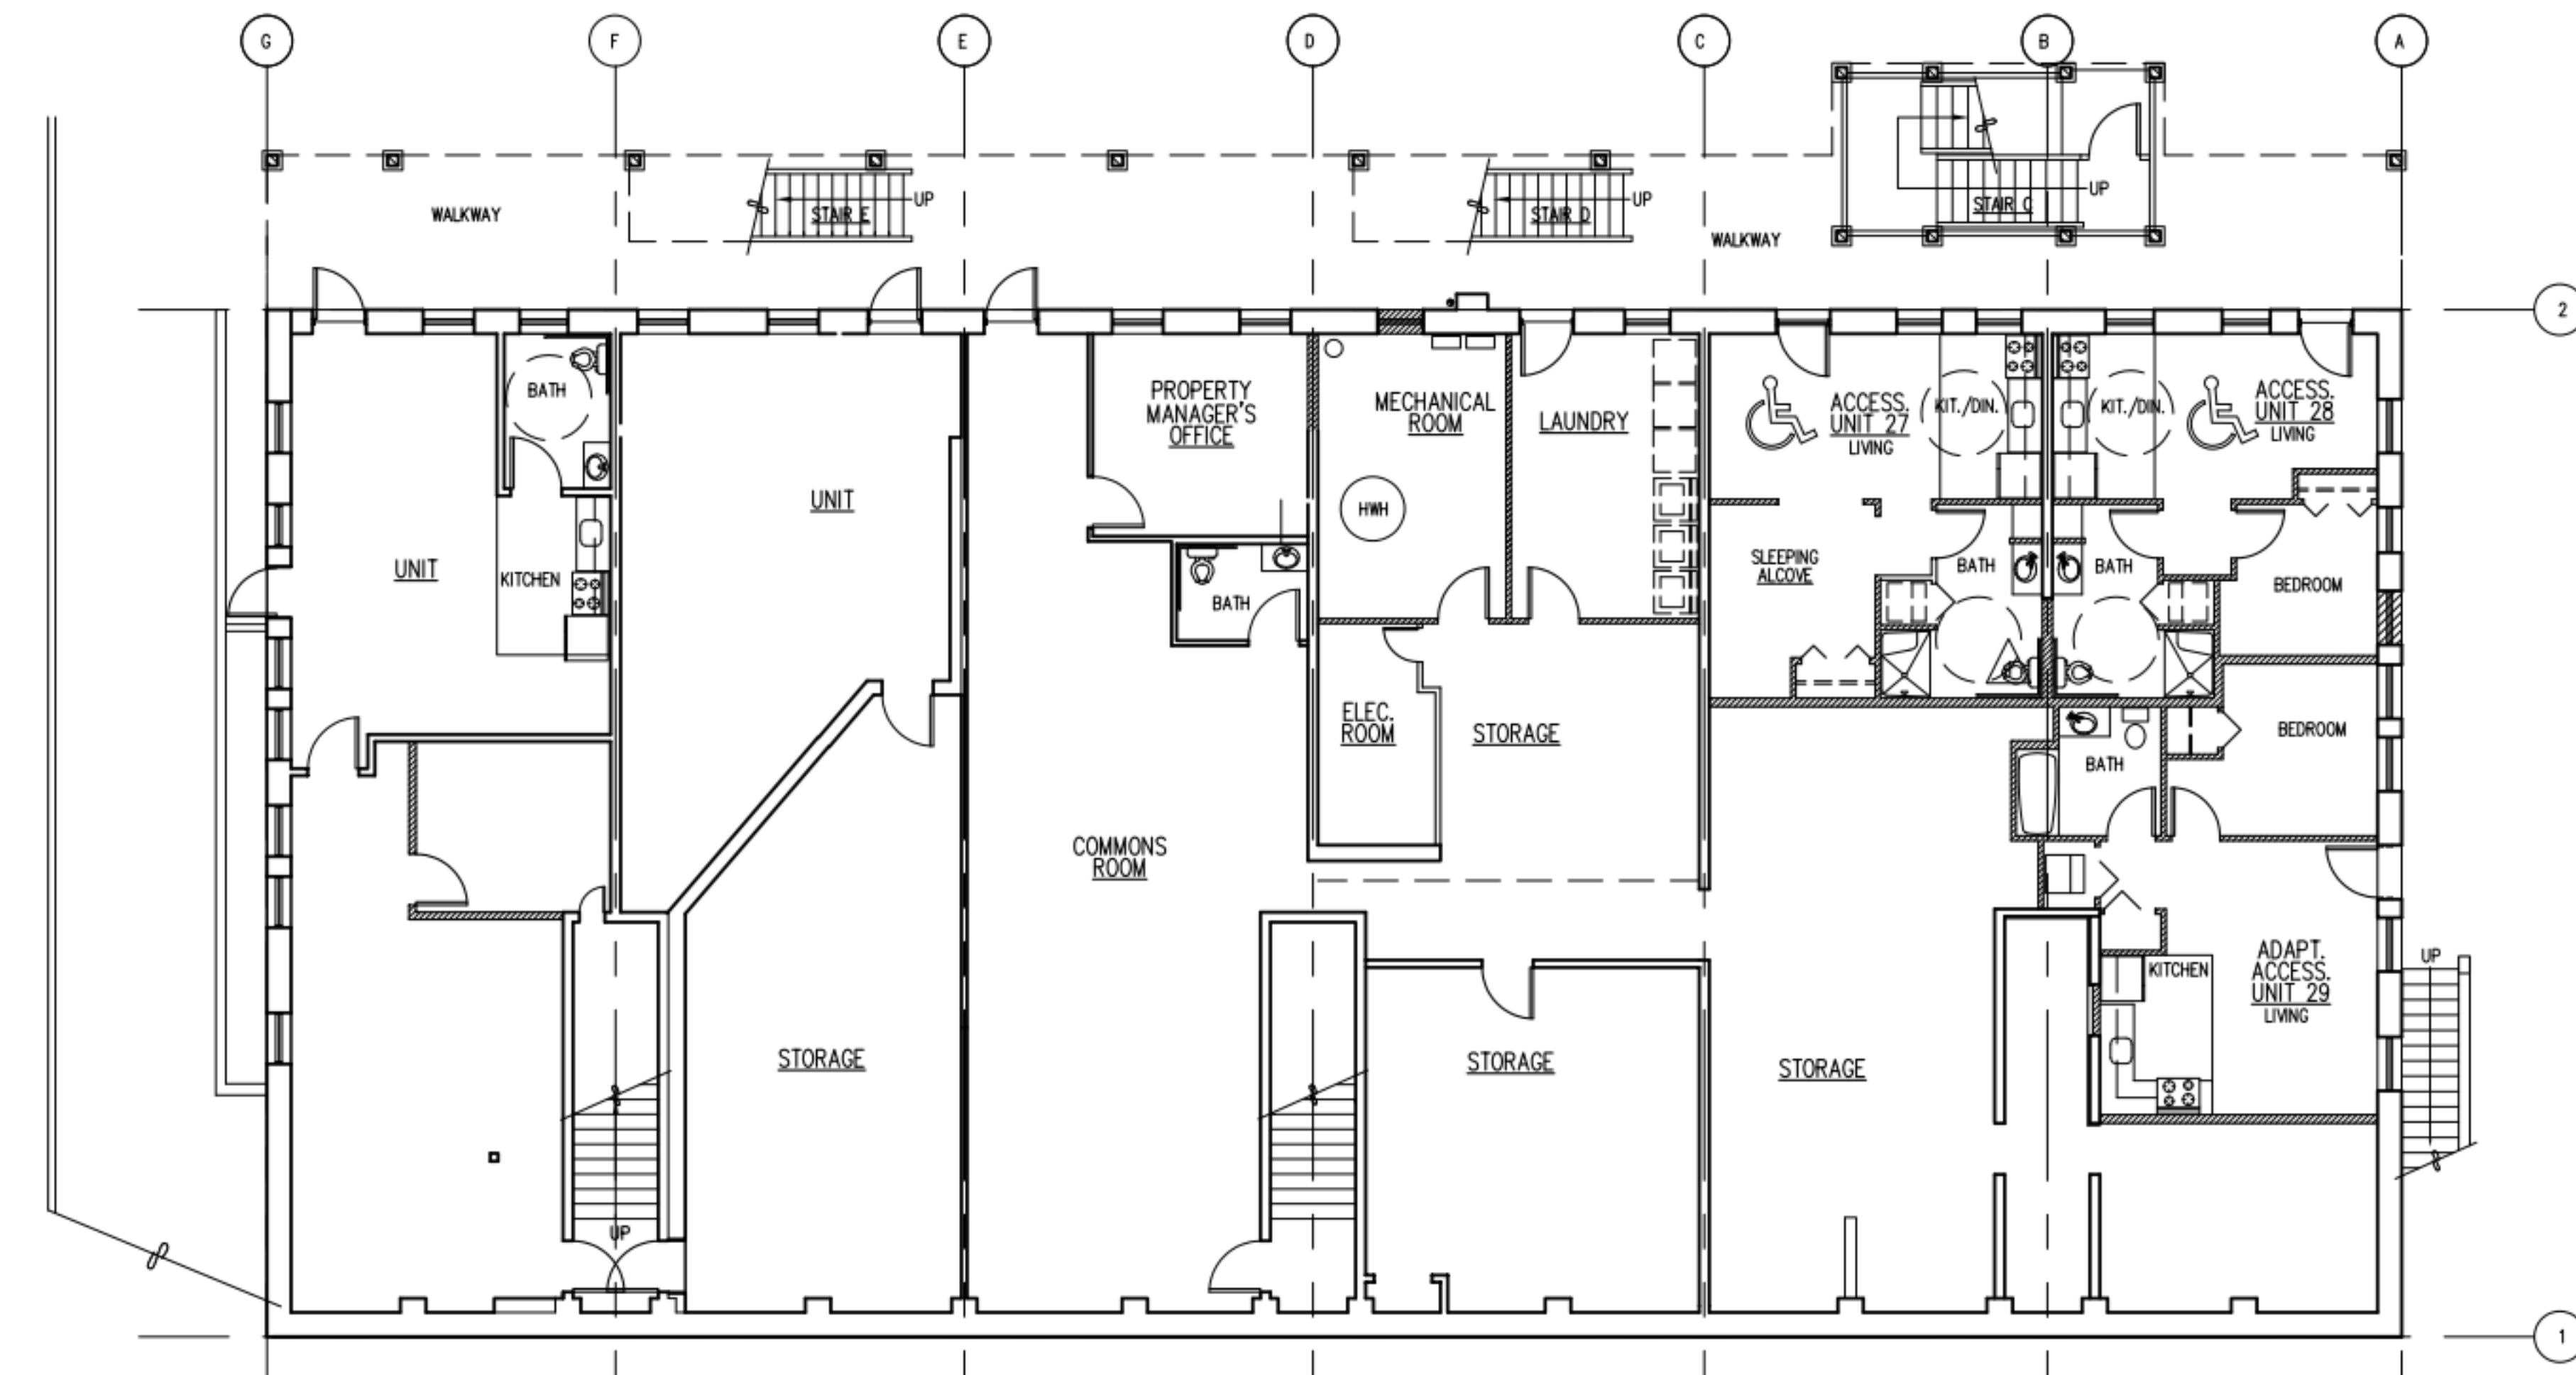 G
F
E
D
C
B
A
WALKWAY
STAIR E
UP
STAIR D
UP
WALKWAY
STAIR C
UP
2
BATH
UNIT
KITCHEN
UNIT
PROPERTY
MANAGER'S
OFFICE
BATH
MECHANICAL
ROOM
HWH
LAUNDRY
ACCESS.
UNIT 27
LIVING
KIT./DIN.
KIT./DIN.
ACCESS.
UNIT 28
LIVING
SLEEPING
ALCOVE
BATH
BATH
BEDROOM
ELEC.
ROOM
STORAGE
BEDROOM
BATH
COMMONS
ROOM
STORAGE
STORAGE
STORAGE
KITCHEN
ADAPT.
ACCESS.
UNIT 29
LIVING
UP
UP
1